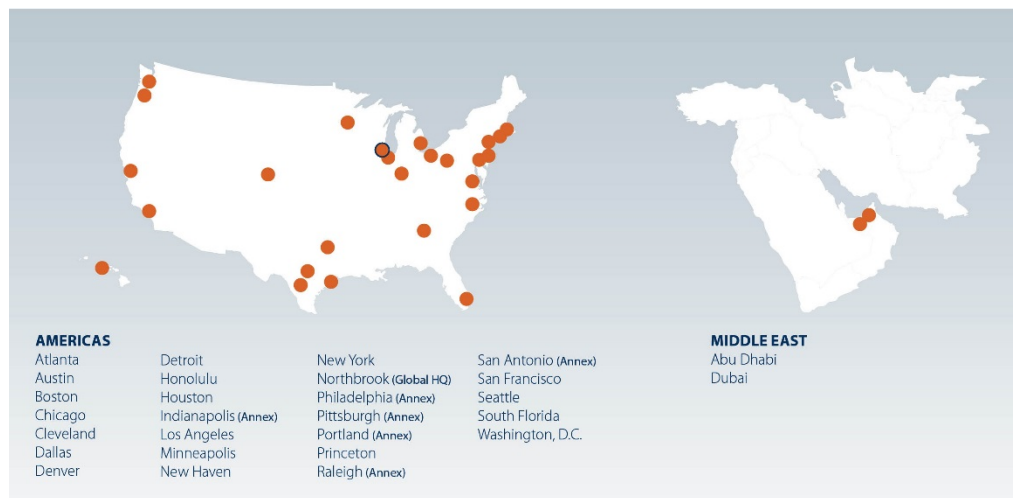 AMERICAS
Atlanta
Austin
Boston
Chicago
Cleveland
Dallas
Denver
Detroit
Honolulu
Houston
Indianapolis (Annex)
Los Angeles
Minneapolis
New Haven
New York
Northbrook (Global HQ)
Philadelphia (Annex)
Pittsburgh (Annex)
Portland (Annex)
Princeton
Raleigh (Annex)
San Antonio (Annex)
San Francisco
Seattle
South Florida
Washington, D.C.
MIDDLE EAST
Abu Dhabi
Dubai